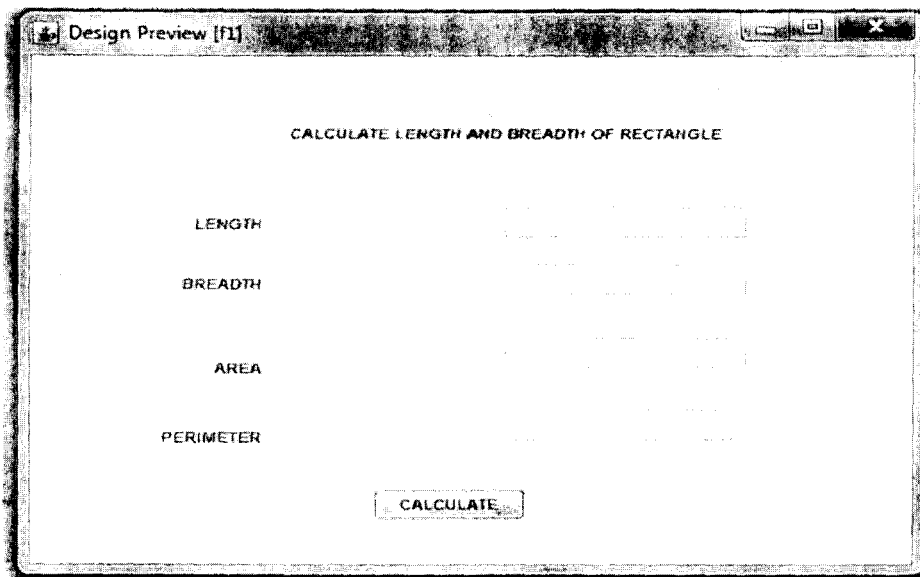 Design Preview [f1]
CALCULATE LENGTH AND BREADTH OF RECTANGLE
LENGTH
BREADTH
AREA
PERIMETER
CALCULATE